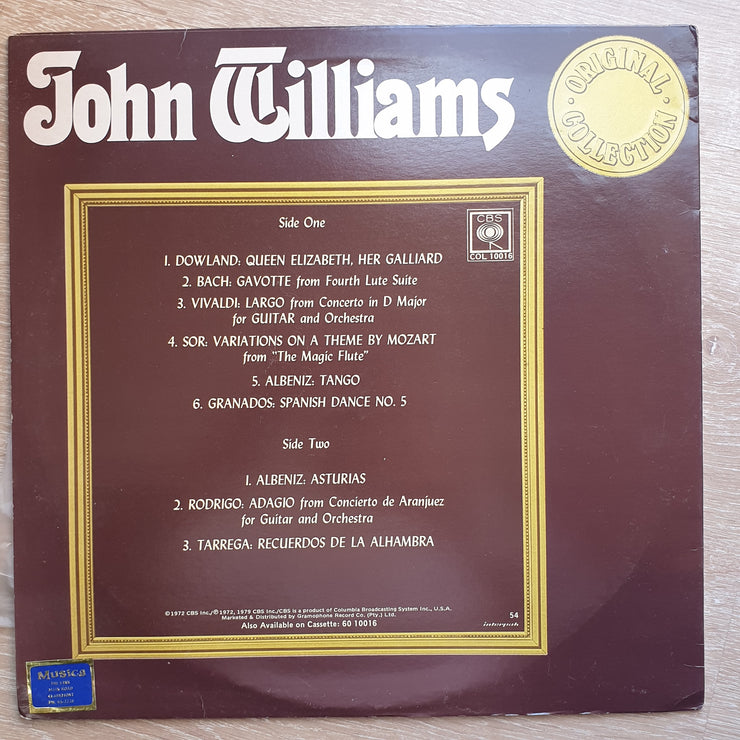 John Williams
ORIGINAL COLLECTION
CBS
COL 10016
Side One
1. DOWLAND: QUEEN ELIZABETH, HER GALLIARD
2. BACH: GAVOTTE from Fourth Lute Suite
3. VIVALDI: LARGO from Concerto in D Major
for GUITAR and Orchestra
4. SOR: VARIATIONS ON A THEME BY MOZART
from "The Magic Flute"
5. ALBENIZ: TANGO
6. GRANADOS: SPANISH DANCE NO. 5
Side Two
1. ALBENIZ: ASTURIAS
2. RODRIGO: ADAGIO from Concierto de Aranjuez
for Guitar and Orchestra
3. TARREGA: RECUERDOS DE LA ALHAMBRA
©1972 CBS Inc./℗1972, 1979 CBS Inc./CBS is a product of Columbia Broadcasting System Inc., U.S.A.
Marketed & Distributed by Gramophone Record Co. (Pty.) Ltd.
Also Available on Cassette: 60 10016
54
interpak
Musica